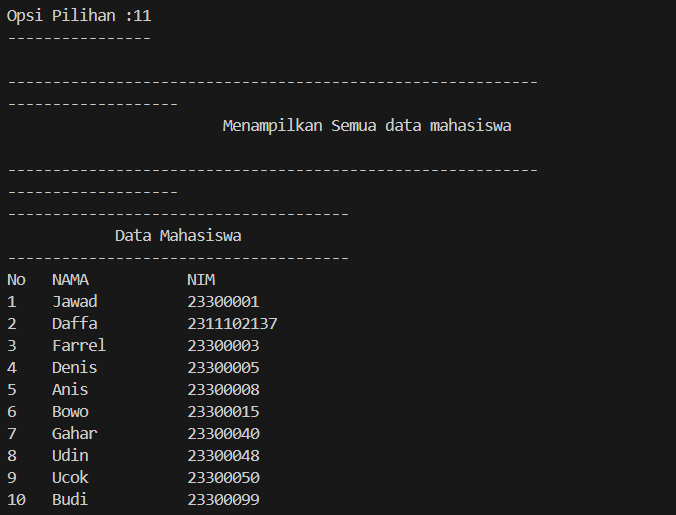 Opsi Pilihan :11
----------------
-----------------------------------------------------------
-------------------
Menampilkan Semua data mahasiswa
-----------------------------------------------------------
-------------------
--------------------------------------
Data Mahasiswa
--------------------------------------
No NAMA NIM
1 Jawad 23300001
2 Daffa 2311102137
3 Farrel 23300003
4 Denis 23300005
5 Anis 23300008
6 Bowo 23300015
7 Gahar 23300040
8 Udin 23300048
9 Ucok 23300050
10 Budi 23300099